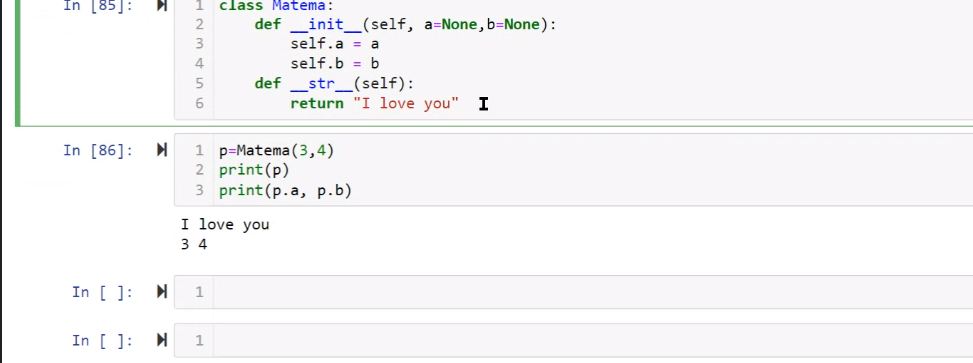 In [85]:
1 class Matema:
2     def __init__(self, a=None,b=None):
3         self.a = a
4         self.b = b
5     def __str__(self):
6         return "I love you"
In [86]:
1 p=Matema(3,4)
2 print(p)
3 print(p.a, p.b)
I love you
3 4
In [ ]:
1
In [ ]:
1